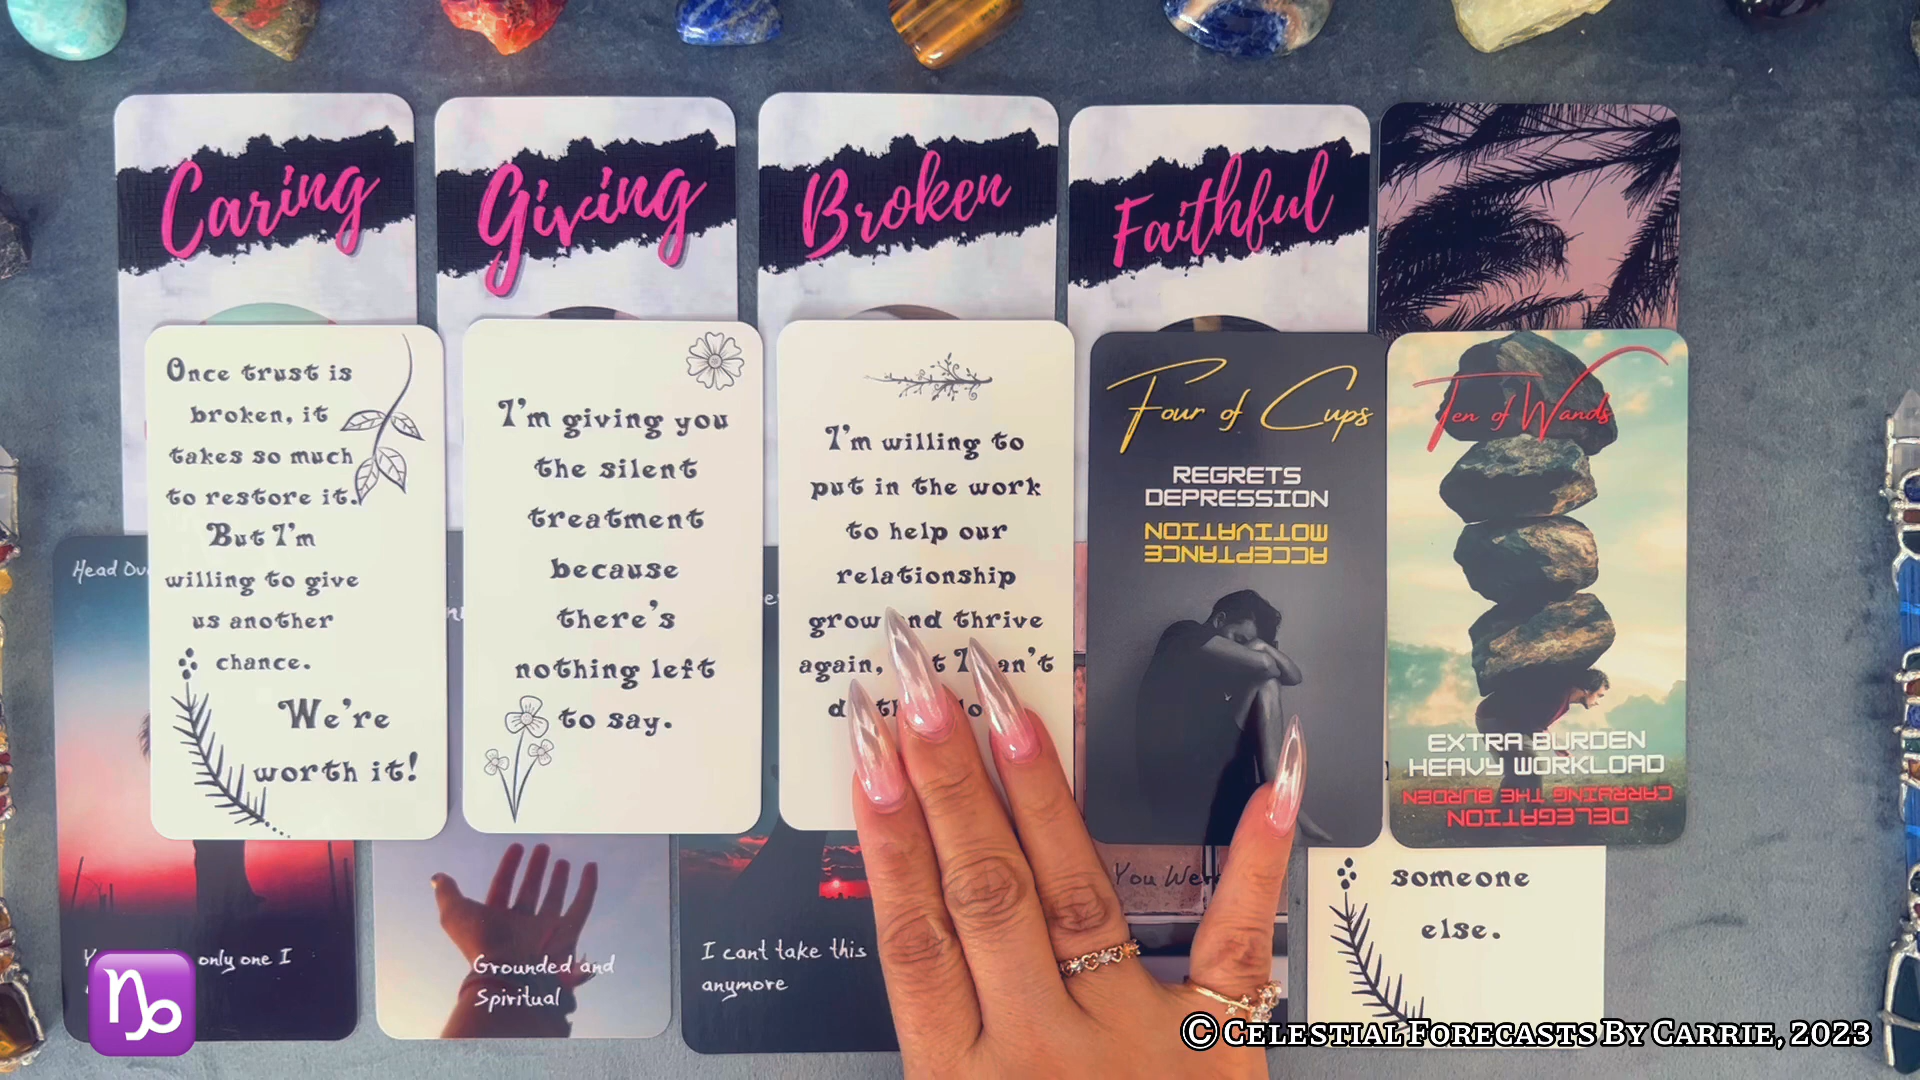 Caring
Giving
Broken
Faithful
Once trust is
broken, it
takes so much
to restore it.
But I'm
willing to give
us another
chance.
We're
worth it!
I'm giving you
the silent
treatment
because
there's
nothing left
to say.
I'm willing to
put in the work
to help our
relationship
grow and thrive
again,
Four of Cups
REGRETS
DEPRESSION
ACCEPTANCE
MOTIVATION
Ten of Wands
EXTRA BURDEN
HEAVY WORKLOAD
DELEGATION
CARRYING THE BURDEN
Head
only one I
Grounded and
Spiritual
I cant take this
anymore
You
someone
else.
© Celestial Forecasts By Carrie, 2023